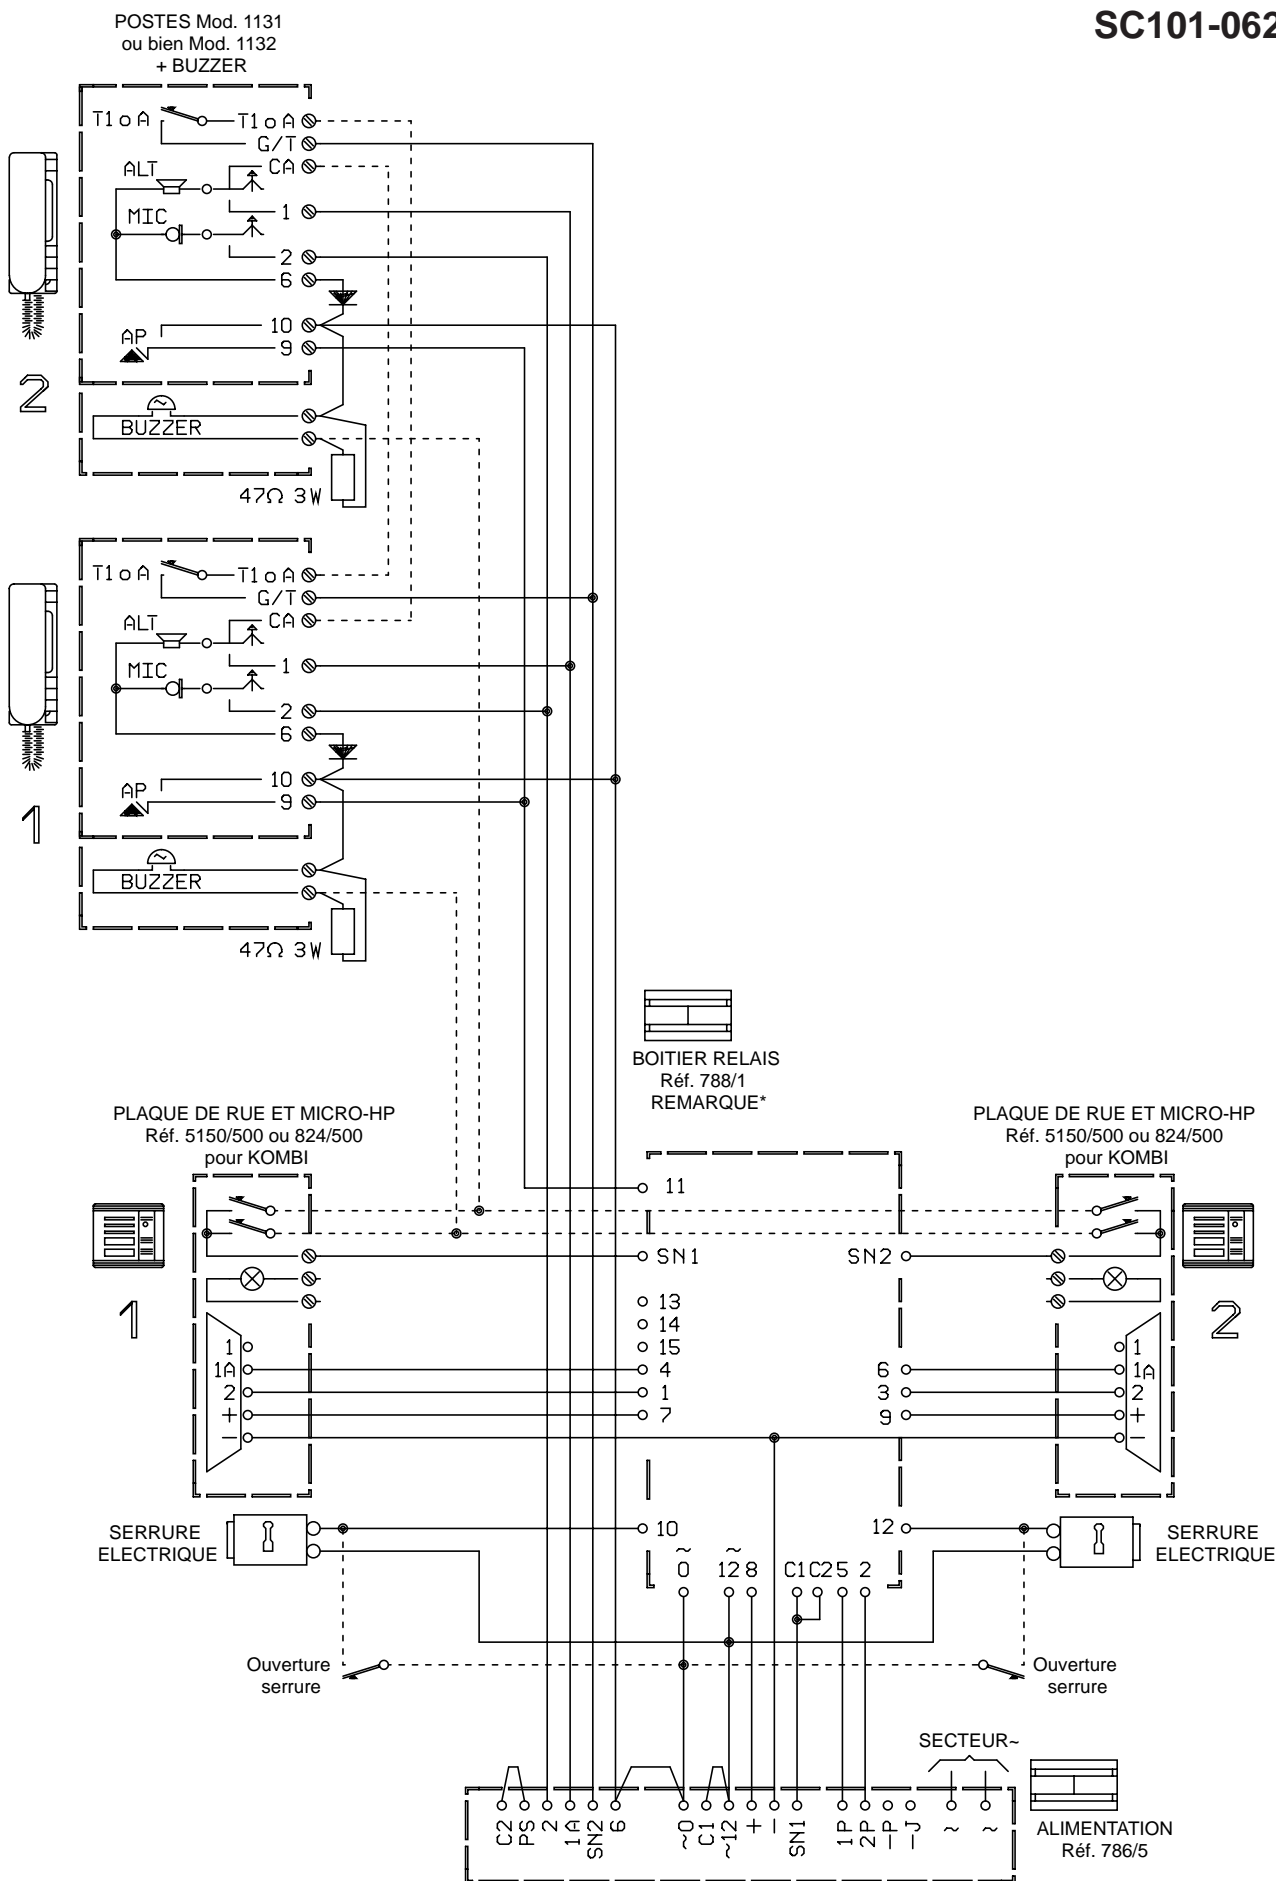 SC101-062
POSTES Mod. 1131
ou bien Mod. 1132
+ BUZZER
T1 o A
T1 o A
G/T
ALT
CA
MIC
1
2
6
10
AP
9
2
BUZZER
47Ω 3W
T1 o A
T1 o A
G/T
ALT
CA
MIC
1
2
6
10
AP
9
1
BUZZER
47Ω 3W
BOITIER RELAIS
Réf. 788/1
REMARQUE*
PLAQUE DE RUE ET MICRO-HP
Réf. 5150/500 ou 824/500
pour KOMBI
PLAQUE DE RUE ET MICRO-HP
Réf. 5150/500 ou 824/500
pour KOMBI
11
SN1
SN2
13
14
15
4
1
7
6
3
9
1
1
1A
2
+
–
2
1
1A
2
+
–
SERRURE
ELECTRIQUE
10
12
SERRURE
ELECTRIQUE
~ ~
0 12 8 C1 C2 5 2
Ouverture
serrure
Ouverture
serrure
SECTEUR~
C2 PS 2 1A SN2 6 ~0 C1 ~12 + – SN1 1P 2P –P –J ~ ~
ALIMENTATION
Réf. 786/5